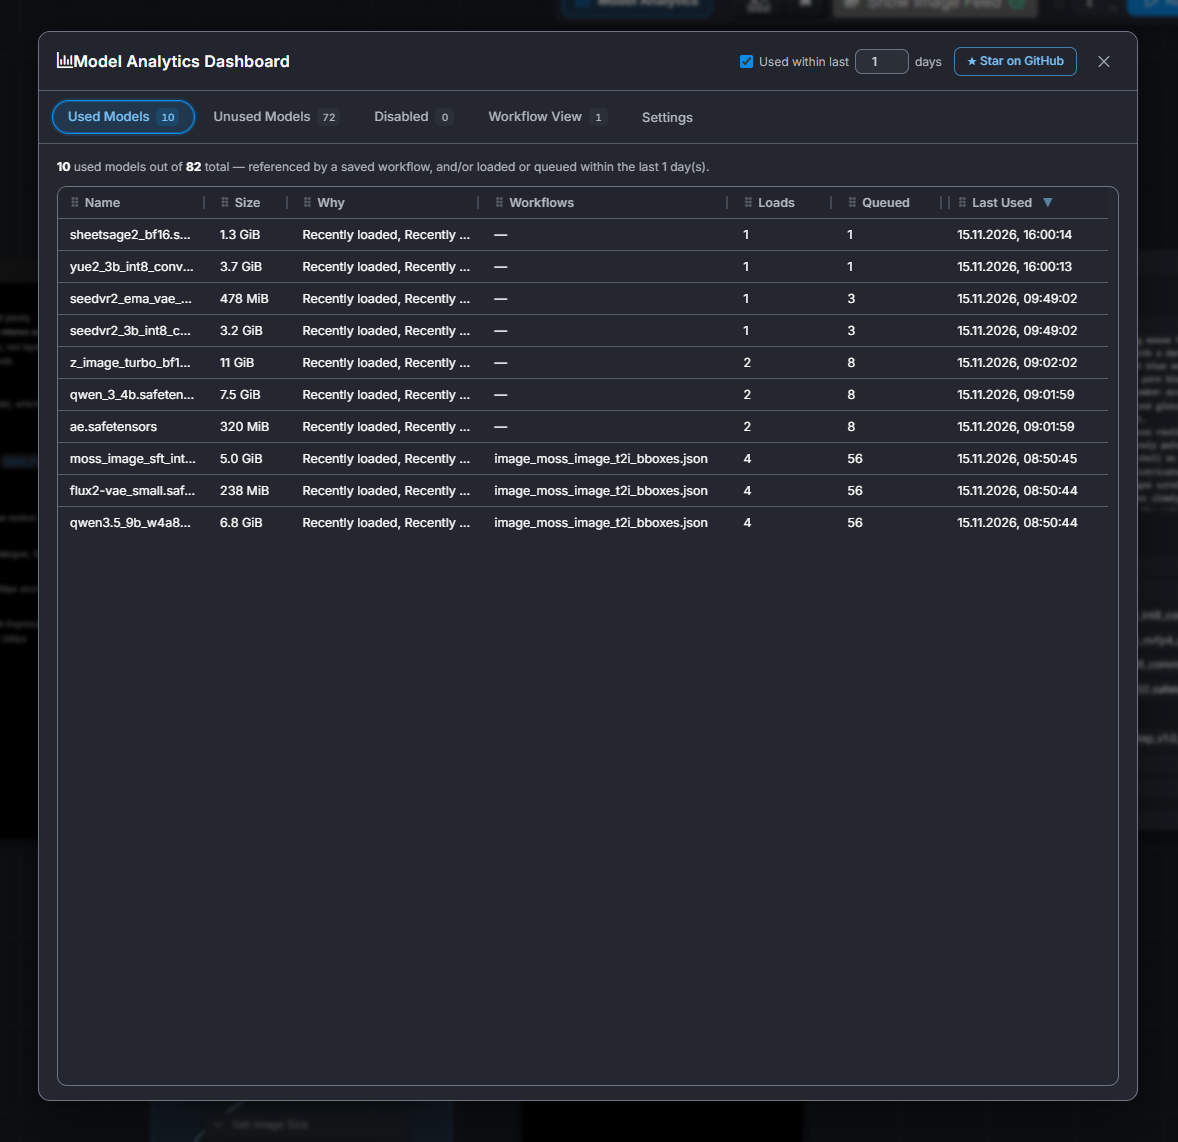 Model Analytics
Show Image Feed
Model Analytics Dashboard
Used within last 1 days
★ Star on GitHub
Used Models 10
Unused Models 72
Disabled 0
Workflow View 1
Settings
10 used models out of 82 total — referenced by a saved workflow, and/or loaded or queued within the last 1 day(s).
Name Size Why Workflows Loads Queued Last Used ▼
sheetsage2_bf16.s... 1.3 GiB Recently loaded, Recently ... — 1 1 15.11.2026, 16:00:14
yue2_3b_int8_conv... 3.7 GiB Recently loaded, Recently ... — 1 1 15.11.2026, 16:00:13
seedvr2_ema_vae_... 478 MiB Recently loaded, Recently ... — 1 3 15.11.2026, 09:49:02
seedvr2_3b_int8_c... 3.2 GiB Recently loaded, Recently ... — 1 3 15.11.2026, 09:49:02
z_image_turbo_bf1... 11 GiB Recently loaded, Recently ... — 2 8 15.11.2026, 09:02:02
qwen_3_4b.safeten... 7.5 GiB Recently loaded, Recently ... — 2 8 15.11.2026, 09:01:59
ae.safetensors 320 MiB Recently loaded, Recently ... — 2 8 15.11.2026, 09:01:59
moss_image_sft_int... 5.0 GiB Recently loaded, Recently ... image_moss_image_t2i_bboxes.json 4 56 15.11.2026, 08:50:45
flux2-vae_small.saf... 238 MiB Recently loaded, Recently ... image_moss_image_t2i_bboxes.json 4 56 15.11.2026, 08:50:44
qwen3.5_9b_w4a8... 6.8 GiB Recently loaded, Recently ... image_moss_image_t2i_bboxes.json 4 56 15.11.2026, 08:50:44
Get Image Size